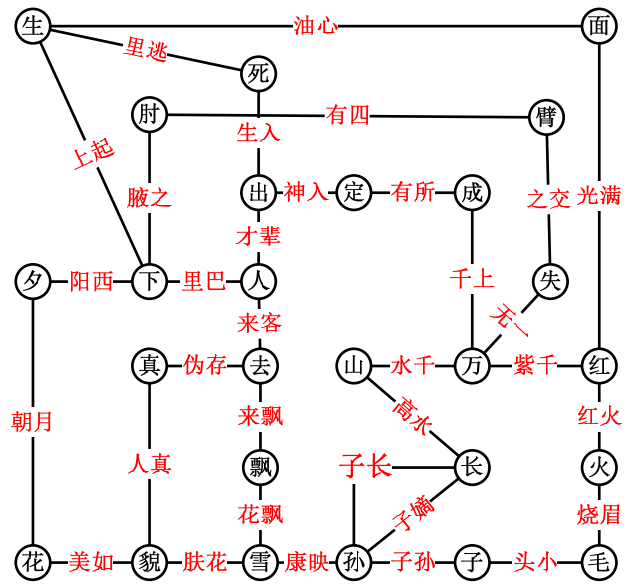 生 油心 面
里逃 死
肘 有四 臂
上起 生入
腋之 出 神入 定 有所 成 之交 光满
才辈
夕 阳西 下 里巴 人 千上 失
来客 无一
真 伪存 去 山 水千 万 紫千 红
朝月 来飘 高水 红火
人真 飘 子长 长 火
花飘 子嫡 烧眉
花 美如 貌 肤花 雪 康映 孙 子孙 子 头小 毛